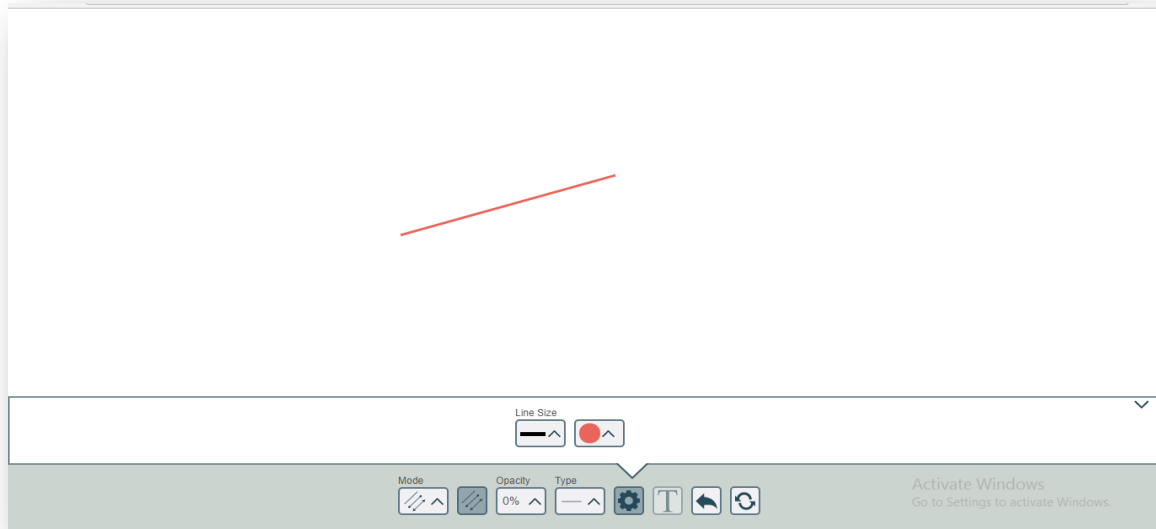 Line Size
Mode
Opacity
Type
0%
T
Activate Windows
Go to Settings to activate Windows.